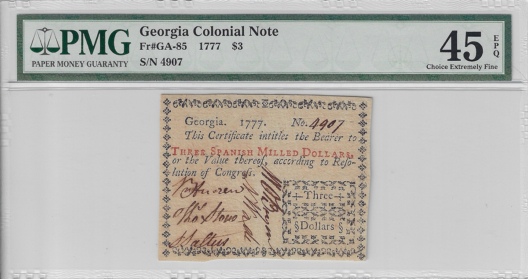 PMG
PAPER MONEY GUARANTY
Georgia Colonial Note
Fr#GA-85 1777 $3
S/N 4907
45 EPQ
Choice Extremely Fine
Georgia. 1777. No. 4907
This Certificate intitles the Bearer to
THREE SPANISH MILLED DOLLARS,
or the Value thereof, according to Reso-
lution of Congress.
Three
Dollars